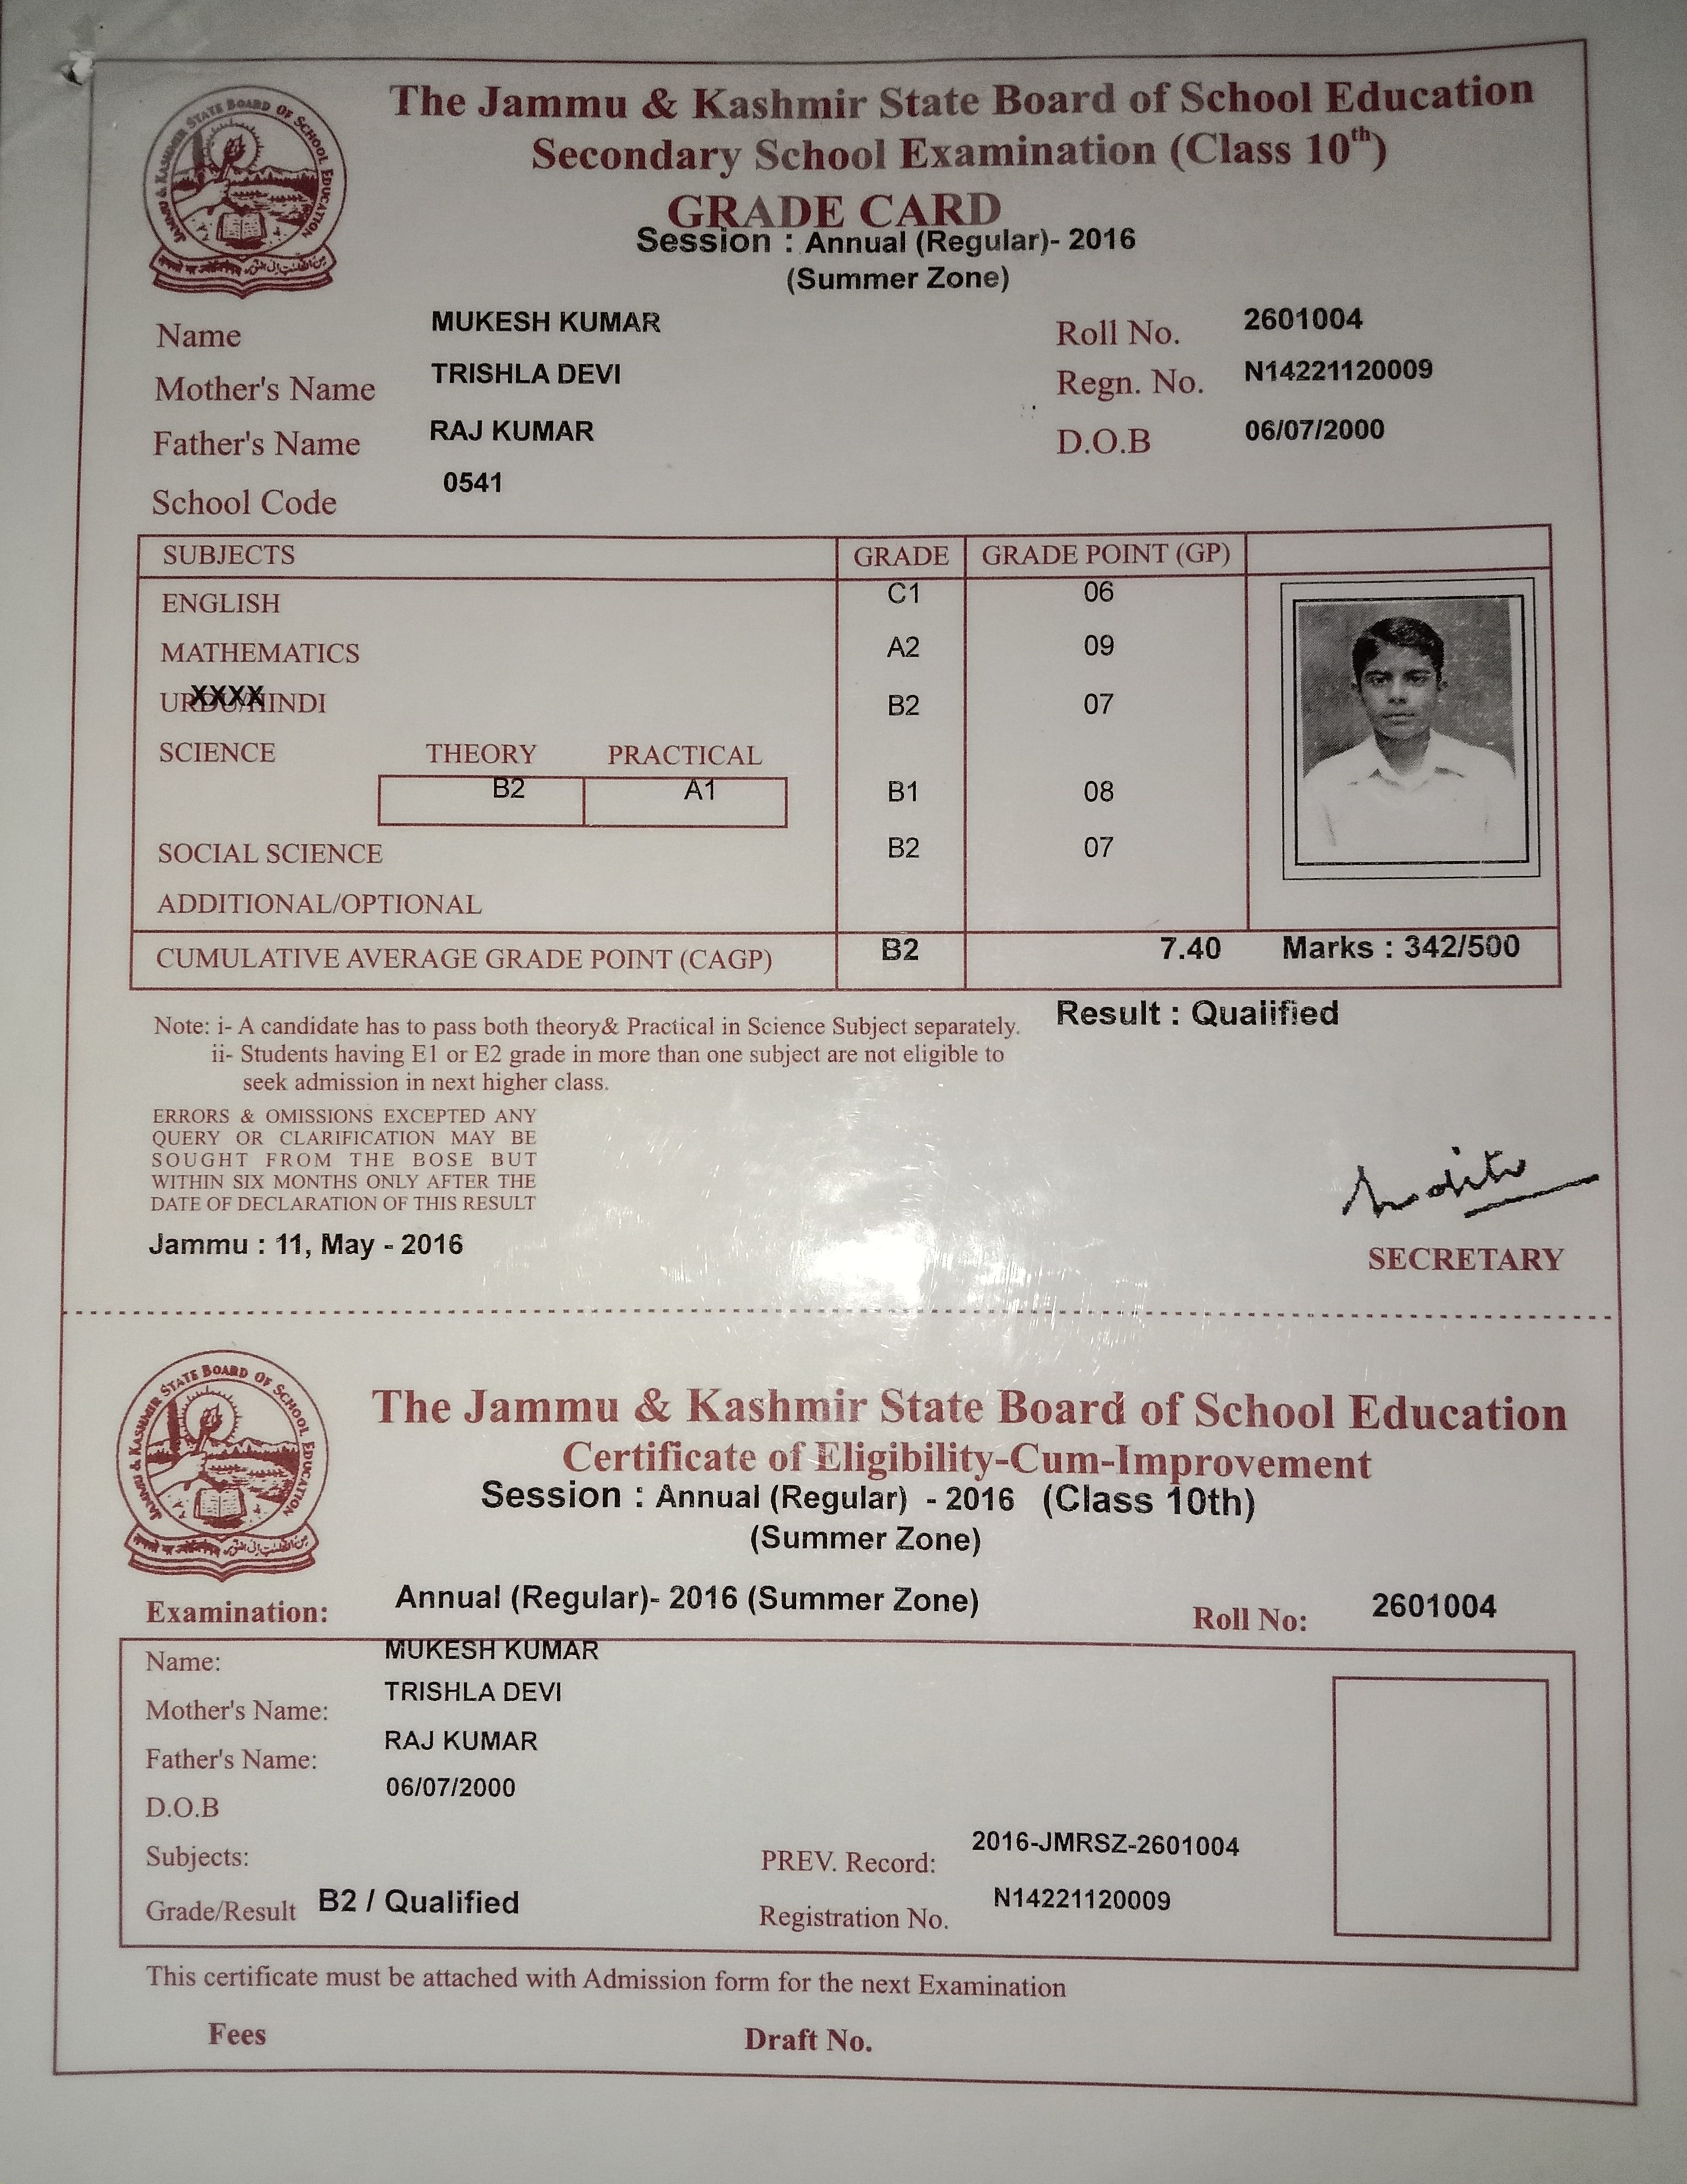 JAMMU & KASHMIR STATE BOARD OF SCHOOL EDUCATION
The Jammu & Kashmir State Board of School Education
Secondary School Examination (Class 10th)
GRADE CARD
Session : Annual (Regular)- 2016
(Summer Zone)
Name MUKESH KUMAR Roll No. 2601004
Mother's Name TRISHLA DEVI Regn. No. N14221120009
Father's Name RAJ KUMAR D.O.B 06/07/2000
School Code 0541
SUBJECTS GRADE GRADE POINT (GP)
ENGLISH C1 06
MATHEMATICS A2 09
URDU/HINDI XXXX B2 07
SCIENCE THEORY PRACTICAL
B2 A1 B1 08
SOCIAL SCIENCE B2 07
ADDITIONAL/OPTIONAL
CUMULATIVE AVERAGE GRADE POINT (CAGP) B2 7.40 Marks : 342/500
Result : Qualified
Note: i- A candidate has to pass both theory& Practical in Science Subject separately.
ii- Students having E1 or E2 grade in more than one subject are not eligible to
seek admission in next higher class.
ERRORS & OMISSIONS EXCEPTED ANY
QUERY OR CLARIFICATION MAY BE
SOUGHT FROM THE BOSE BUT
WITHIN SIX MONTHS ONLY AFTER THE
DATE OF DECLARATION OF THIS RESULT
Jammu : 11, May - 2016
SECRETARY
JAMMU & KASHMIR STATE BOARD OF SCHOOL EDUCATION
The Jammu & Kashmir State Board of School Education
Certificate of Eligibility-Cum-Improvement
Session : Annual (Regular) - 2016 (Class 10th)
(Summer Zone)
Examination: Annual (Regular)- 2016 (Summer Zone) Roll No: 2601004
Name: MUKESH KUMAR
Mother's Name: TRISHLA DEVI
Father's Name: RAJ KUMAR
D.O.B 06/07/2000
Subjects: PREV. Record: 2016-JMRSZ-2601004
Grade/Result B2 / Qualified Registration No. N14221120009
This certificate must be attached with Admission form for the next Examination
Fees Draft No.